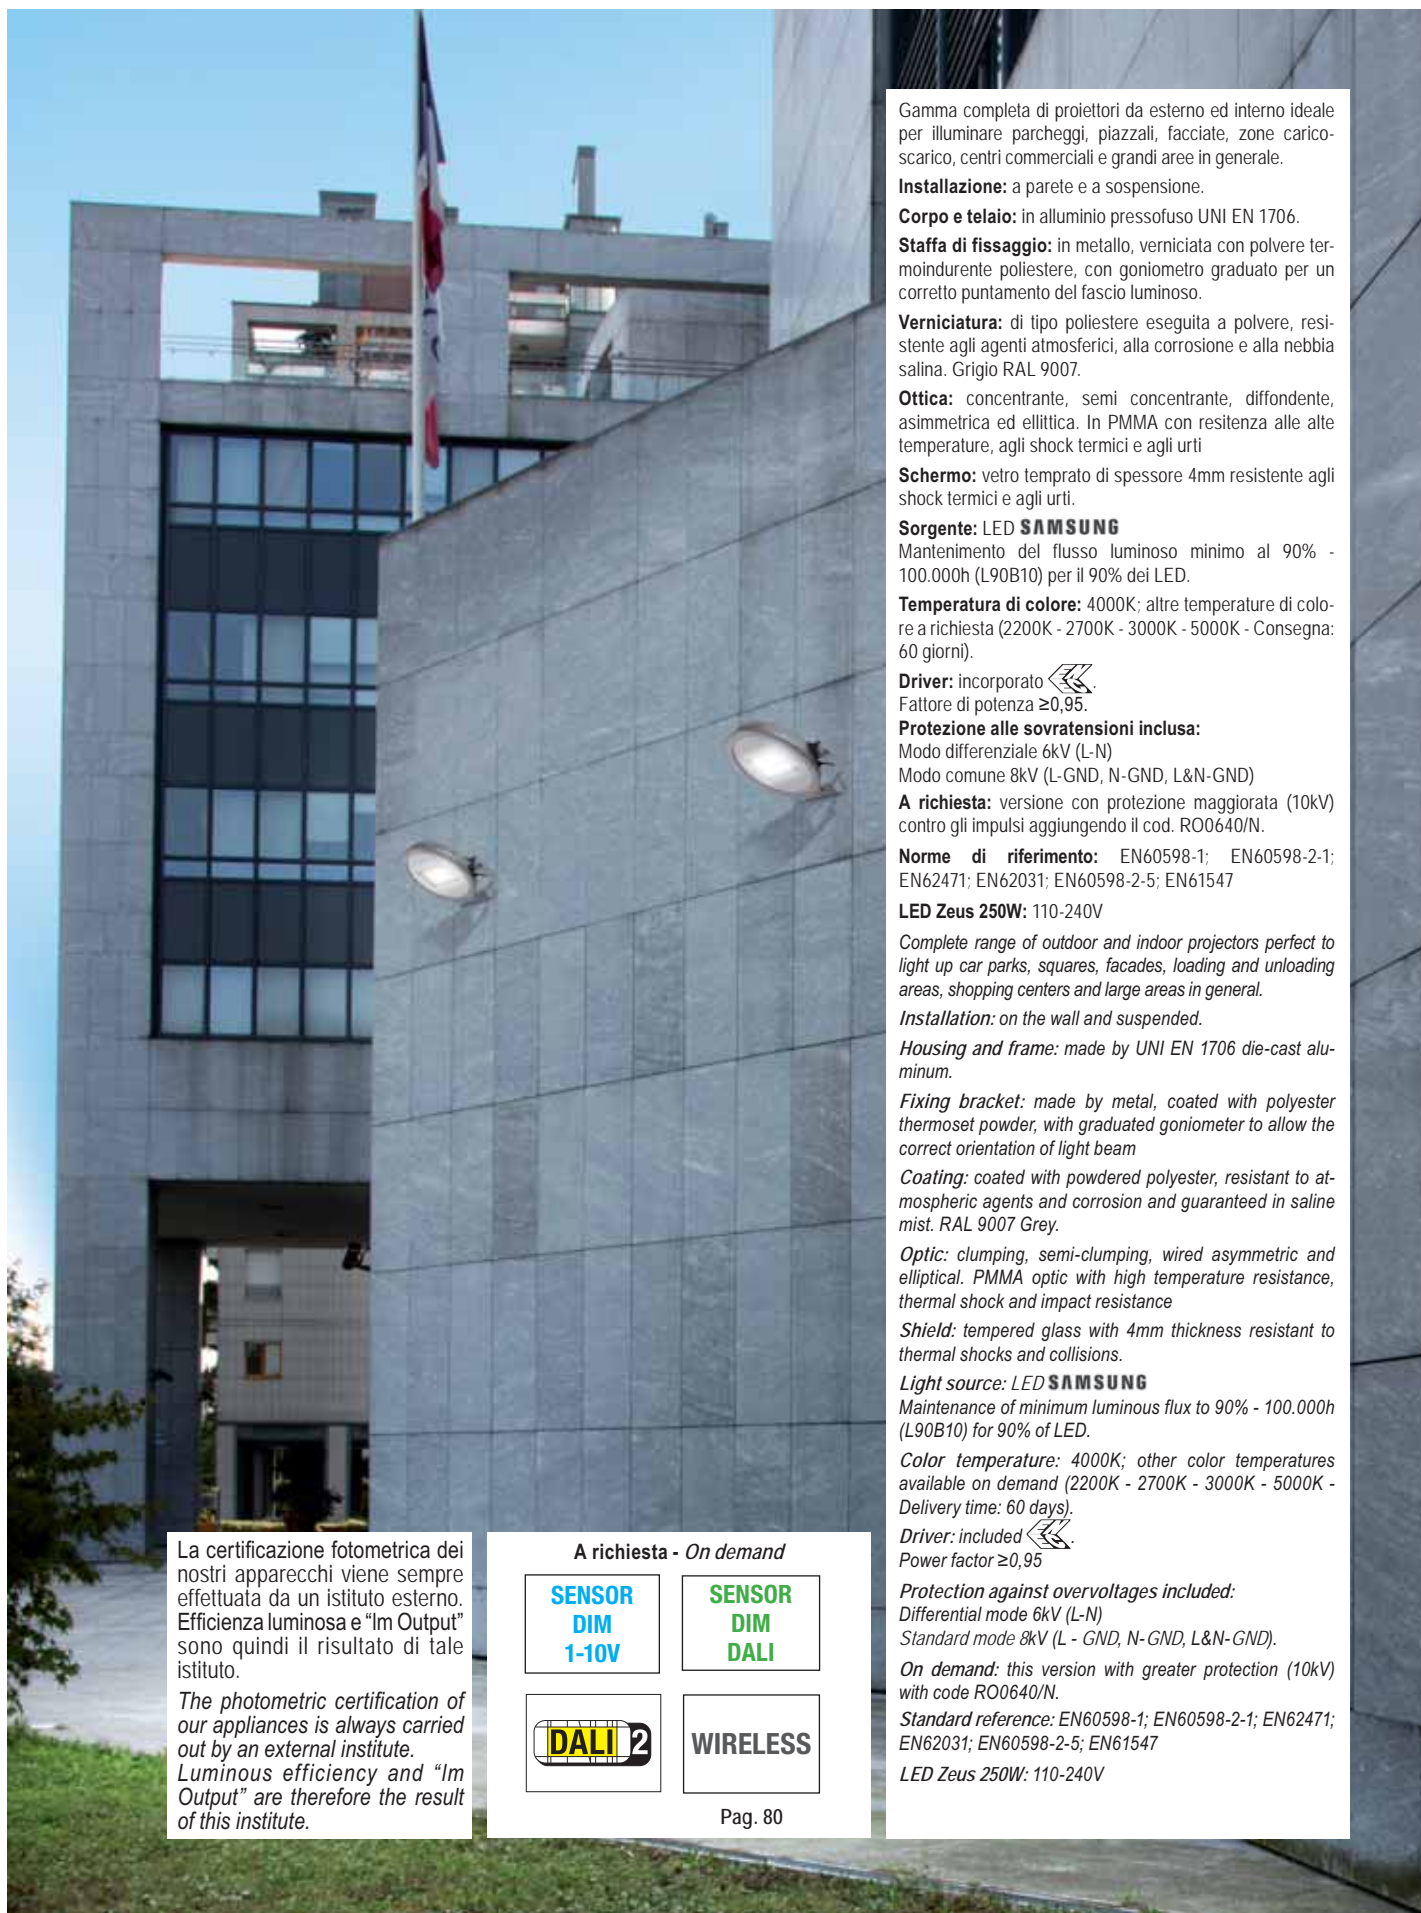 Gamma completa di proiettori da esterno ed interno ideale
per illuminare parcheggi, piazzali, facciate, zone carico-
scarico, centri commerciali e grandi aree in generale.
Installazione: a parete e a sospensione.
Corpo e telaio: in alluminio pressofuso UNI EN 1706.
Staffa di fissaggio: in metallo, verniciata con polvere ter-
moindurente poliestere, con goniometro graduato per un
corretto puntamento del fascio luminoso.
Verniciatura: di tipo poliestere eseguita a polvere, resi-
stente agli agenti atmosferici, alla corrosione e alla nebbia
salina. Grigio RAL 9007.
Ottica: concentrante, semi concentrante, diffondente,
asimmetrica ed ellittica. In PMMA con resitenza alle alte
temperature, agli shock termici e agli urti
Schermo: vetro temprato di spessore 4mm resistente agli
shock termici e agli urti.
Sorgente: LED SAMSUNG
Mantenimento del flusso luminoso minimo al 90% -
100.000h (L90B10) per il 90% dei LED.
Temperatura di colore: 4000K; altre temperature di colo-
re a richiesta (2200K - 2700K - 3000K - 5000K - Consegna:
60 giorni).
Driver: incorporato .
Fattore di potenza ≥0,95.
Protezione alle sovratensioni inclusa:
Modo differenziale 6kV (L-N)
Modo comune 8kV (L-GND, N-GND, L&N-GND)
A richiesta: versione con protezione maggiorata (10kV)
contro gli impulsi aggiungendo il cod. RO0640/N.
Norme di riferimento: EN60598-1; EN60598-2-1;
EN62471; EN62031; EN60598-2-5; EN61547
LED Zeus 250W: 110-240V
Complete range of outdoor and indoor projectors perfect to
light up car parks, squares, facades, loading and unloading
areas, shopping centers and large areas in general.
Installation: on the wall and suspended.
Housing and frame: made by UNI EN 1706 die-cast alu-
minum.
Fixing bracket: made by metal, coated with polyester
thermoset powder, with graduated goniometer to allow the
correct orientation of light beam
Coating: coated with powdered polyester, resistant to at-
mospheric agents and corrosion and guaranteed in saline
mist. RAL 9007 Grey.
Optic: clumping, semi-clumping, wired asymmetric and
elliptical. PMMA optic with high temperature resistance,
thermal shock and impact resistance
Shield: tempered glass with 4mm thickness resistant to
thermal shocks and collisions.
Light source: LED SAMSUNG
Maintenance of minimum luminous flux to 90% - 100.000h
(L90B10) for 90% of LED.
Color temperature: 4000K; other color temperatures
available on demand (2200K - 2700K - 3000K - 5000K -
Delivery time: 60 days).
Driver: included .
Power factor ≥0,95
Protection against overvoltages included:
Differential mode 6kV (L-N)
Standard mode 8kV (L - GND, N-GND, L&N-GND).
On demand: this version with greater protection (10kV)
with code RO0640/N.
Standard reference: EN60598-1; EN60598-2-1; EN62471;
EN62031; EN60598-2-5; EN61547
LED Zeus 250W: 110-240V
La certificazione fotometrica dei
nostri apparecchi viene sempre
effettuata da un istituto esterno.
Efficienza luminosa e “lm Output”
sono quindi il risultato di tale
istituto.
The photometric certification of
our appliances is always carried
out by an external institute.
Luminous efficiency and “lm
Output” are therefore the result
of this institute.
A richiesta - On demand
SENSOR
DIM
1-10V
SENSOR
DIM
DALI
DALI 2
WIRELESS
Pag. 80